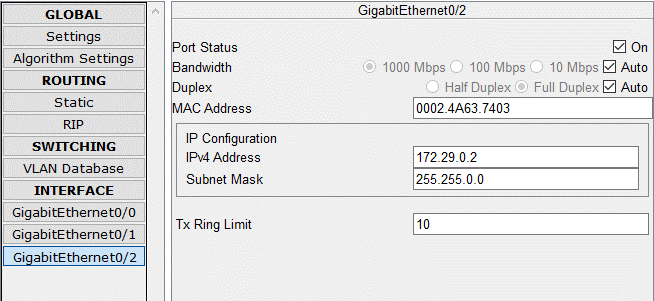 GLOBAL
Settings
Algorithm Settings
ROUTING
Static
RIP
SWITCHING
VLAN Database
INTERFACE
GigabitEthernet0/0
GigabitEthernet0/1
GigabitEthernet0/2
GigabitEthernet0/2
Port Status On
Bandwidth 1000 Mbps 100 Mbps 10 Mbps Auto
Duplex Half Duplex Full Duplex Auto
MAC Address 0002.4A63.7403
IP Configuration
IPv4 Address 172.29.0.2
Subnet Mask 255.255.0.0
Tx Ring Limit 10